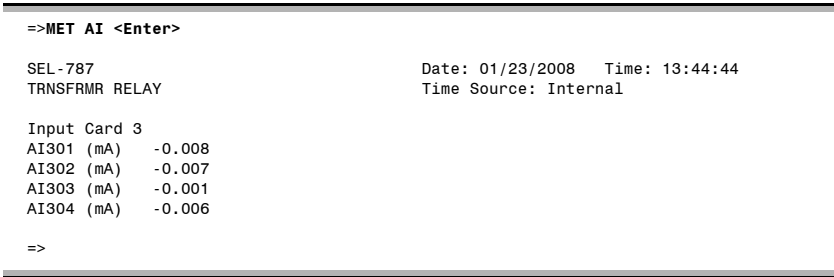 =>MET AI <Enter>
SEL-787 Date: 01/23/2008 Time: 13:44:44
TRNSFRMR RELAY Time Source: Internal
Input Card 3
AI301 (mA) -0.008
AI302 (mA) -0.007
AI303 (mA) -0.001
AI304 (mA) -0.006
=>